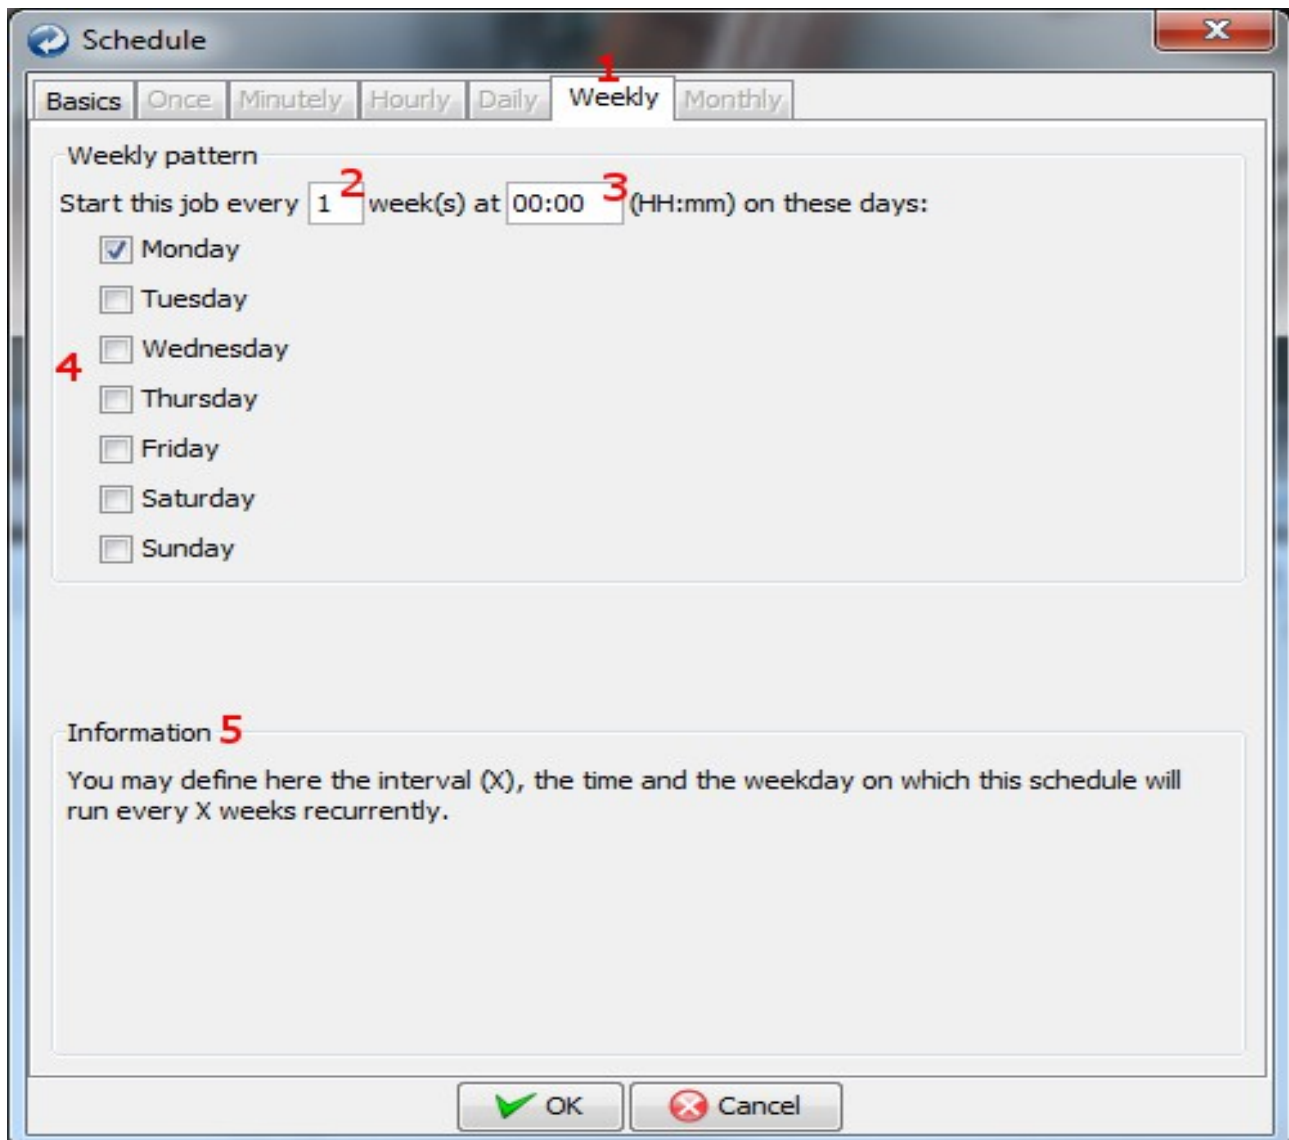 Schedule
1
Basics Once Minutely Hourly Daily Weekly Monthly
Weekly pattern
Start this job every 1 2 week(s) at 00:00 3 (HH:mm) on these days:
Monday
Tuesday
Wednesday
4
Thursday
Friday
Saturday
Sunday
Information 5
You may define here the interval (X), the time and the weekday on which this schedule will
run every X weeks recurrently.
OK Cancel